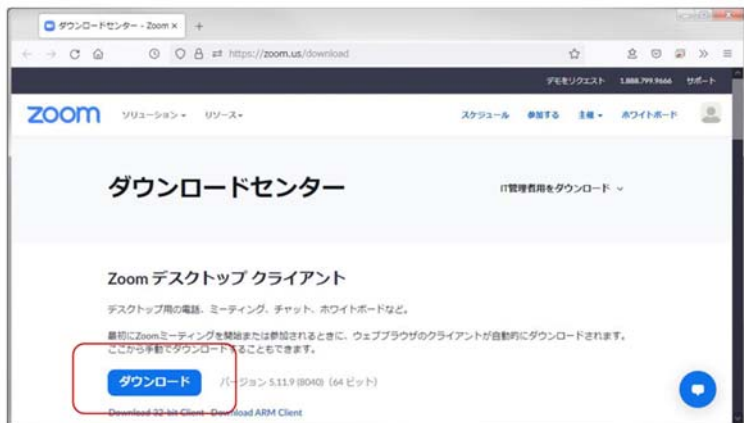 ダウンロードセンター - Zoom
https://zoom.us/download
デモをリクエスト 1.888.799.9666 サポート
zoom ソリューション リソース スケジュール 参加する 主催 ホワイトボード
ダウンロードセンター IT管理者用をダウンロード
Zoom デスクトップ クライアント
デスクトップ用の電話、ミーティング、チャット、ホワイトボードなど。
最初にZoomミーティングを開始または参加されるときに、ウェブブラウザのクライアントが自動的にダウンロードされます。
ここから手動でダウンロードすることもできます。
ダウンロード バージョン 5.11.9 (8040) (64 ビット)
Download 32-bit Client Download ARM Client